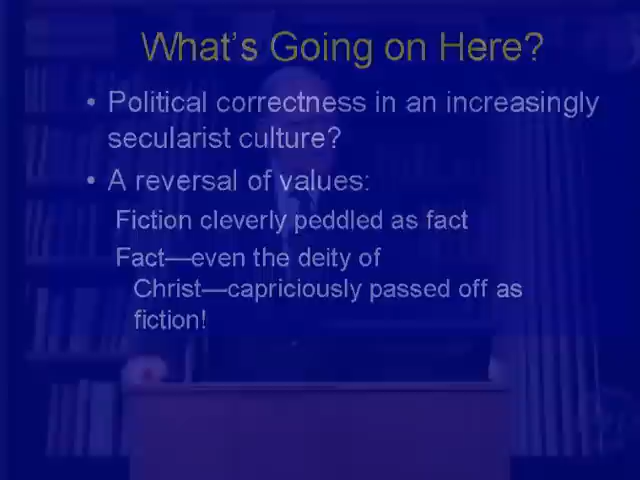 What's Going on Here?
• Political correctness in an increasingly
secularist culture?
• A reversal of values:
Fiction cleverly peddled as fact
Fact—even the deity of
Christ—capriciously passed off as
fiction!